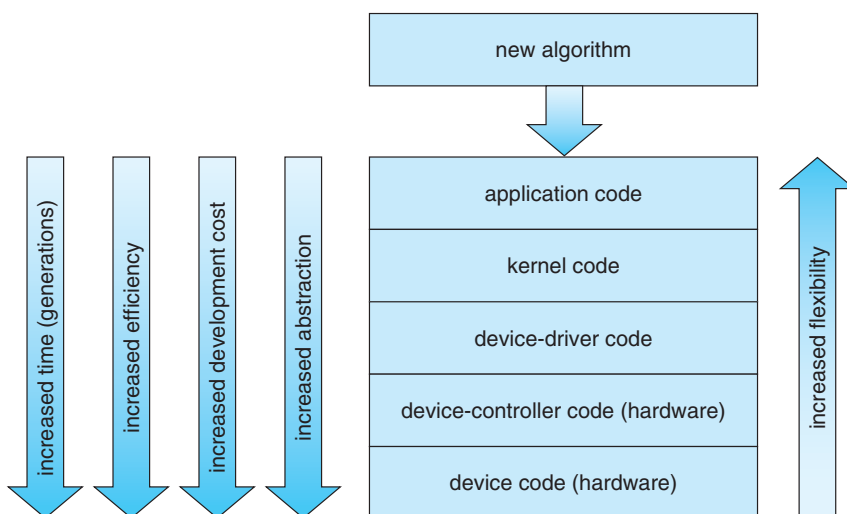 new algorithm
application code
kernel code
device-driver code
device-controller code (hardware)
device code (hardware)
increased time (generations)
increased efficiency
increased development cost
increased abstraction
increased flexibility